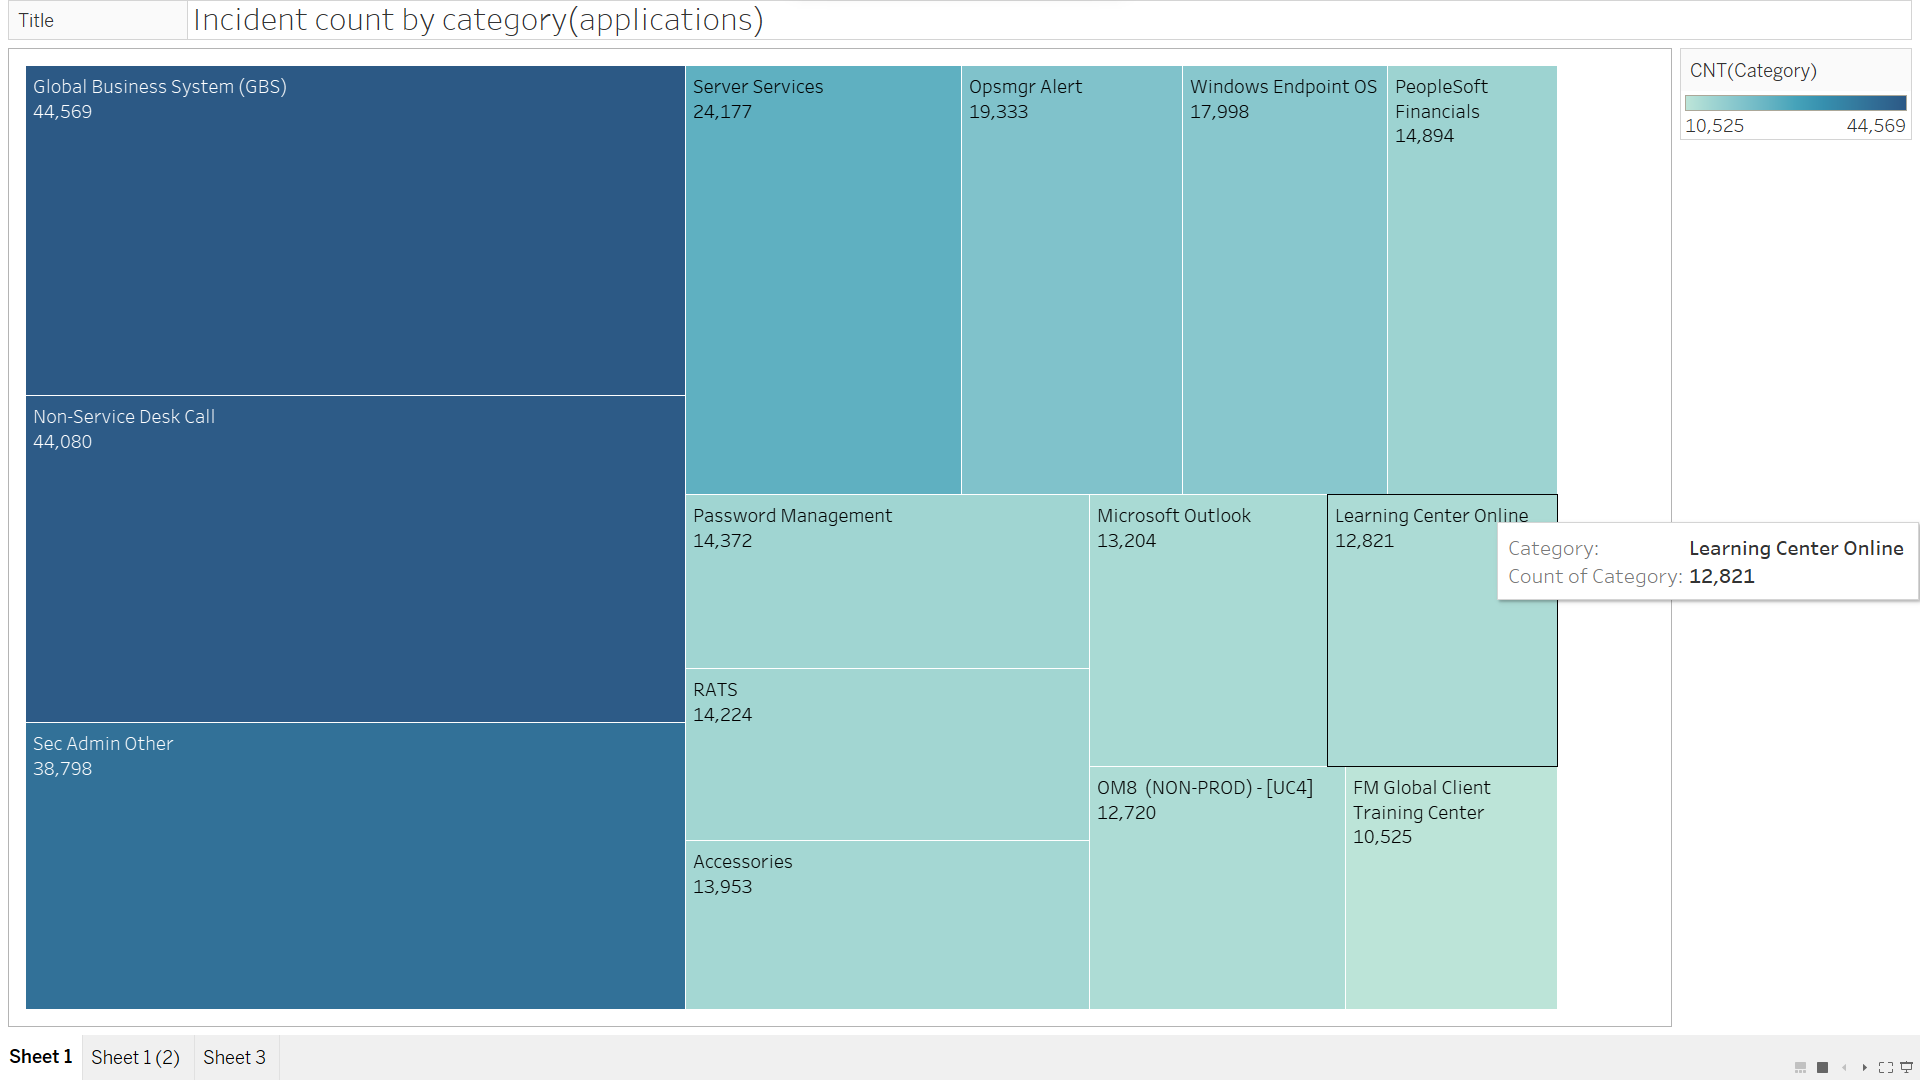 Title
Incident count by category(applications)
Global Business System (GBS)
44,569
Non-Service Desk Call
44,080
Sec Admin Other
38,798
Server Services
24,177
Opsmgr Alert
19,333
Windows Endpoint OS
17,998
PeopleSoft
Financials
14,894
Password Management
14,372
RATS
14,224
Accessories
13,953
Microsoft Outlook
13,204
Learning Center Online
12,821
OM8 (NON-PROD) - [UC4]
12,720
FM Global Client
Training Center
10,525
Category: Learning Center Online
Count of Category: 12,821
CNT(Category)
10,525 44,569
Sheet 1 Sheet 1 (2) Sheet 3